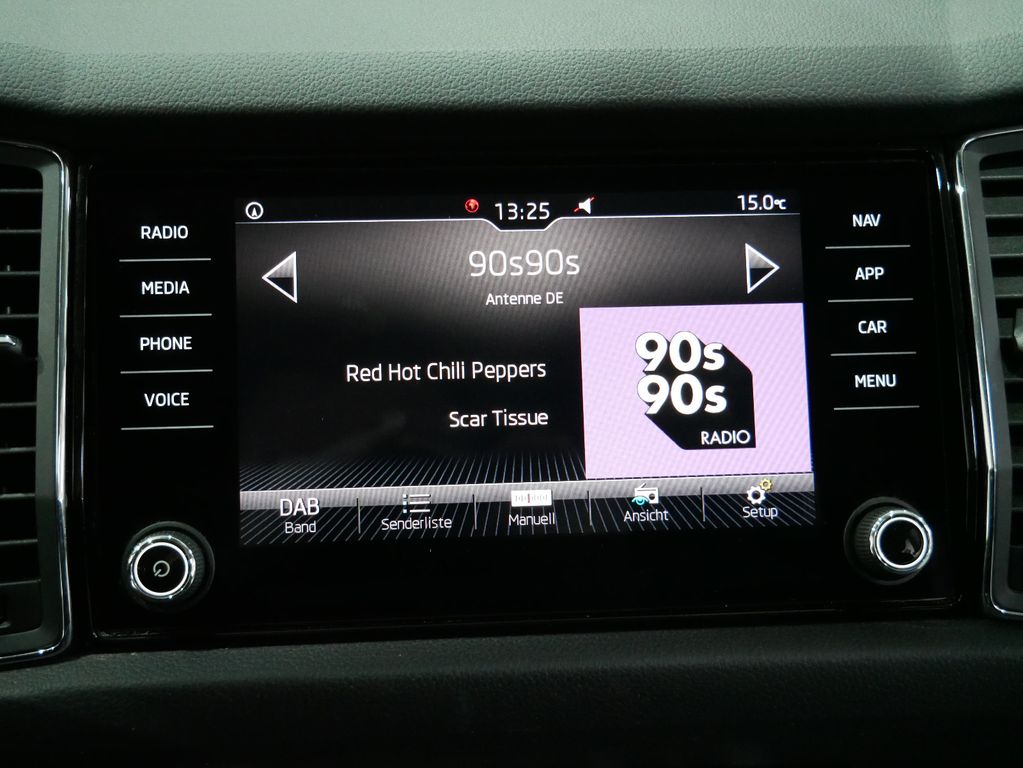 13:25
15.0°C
RADIO
MEDIA
PHONE
VOICE
90s90s
Antenne DE
Red Hot Chili Peppers
Scar Tissue
90s
90s
RADIO
DAB
Band
Senderliste
Manuell
Ansicht
Setup
NAV
APP
CAR
MENU